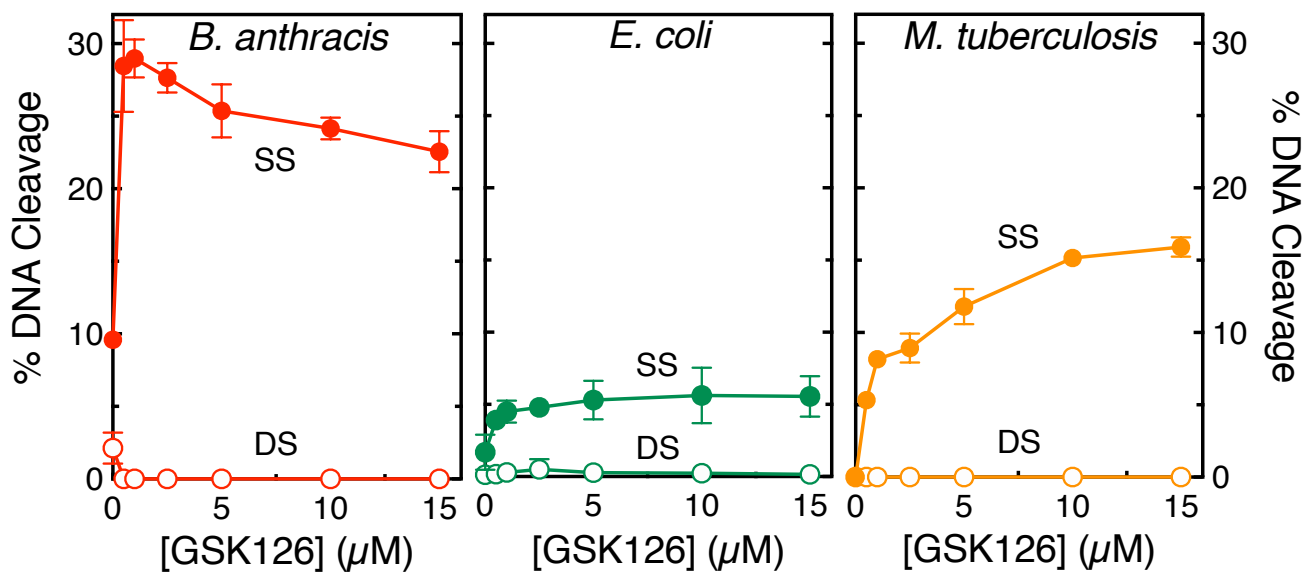 B. anthracis
E. coli
M. tuberculosis
% DNA Cleavage
30
20
10
0
SS
DS
SS
DS
SS
DS
30
20
10
0
% DNA Cleavage
0 5 10 15
0 5 10 15
0 5 10 15
[GSK126] (µM)
[GSK126] (µM)
[GSK126] (µM)